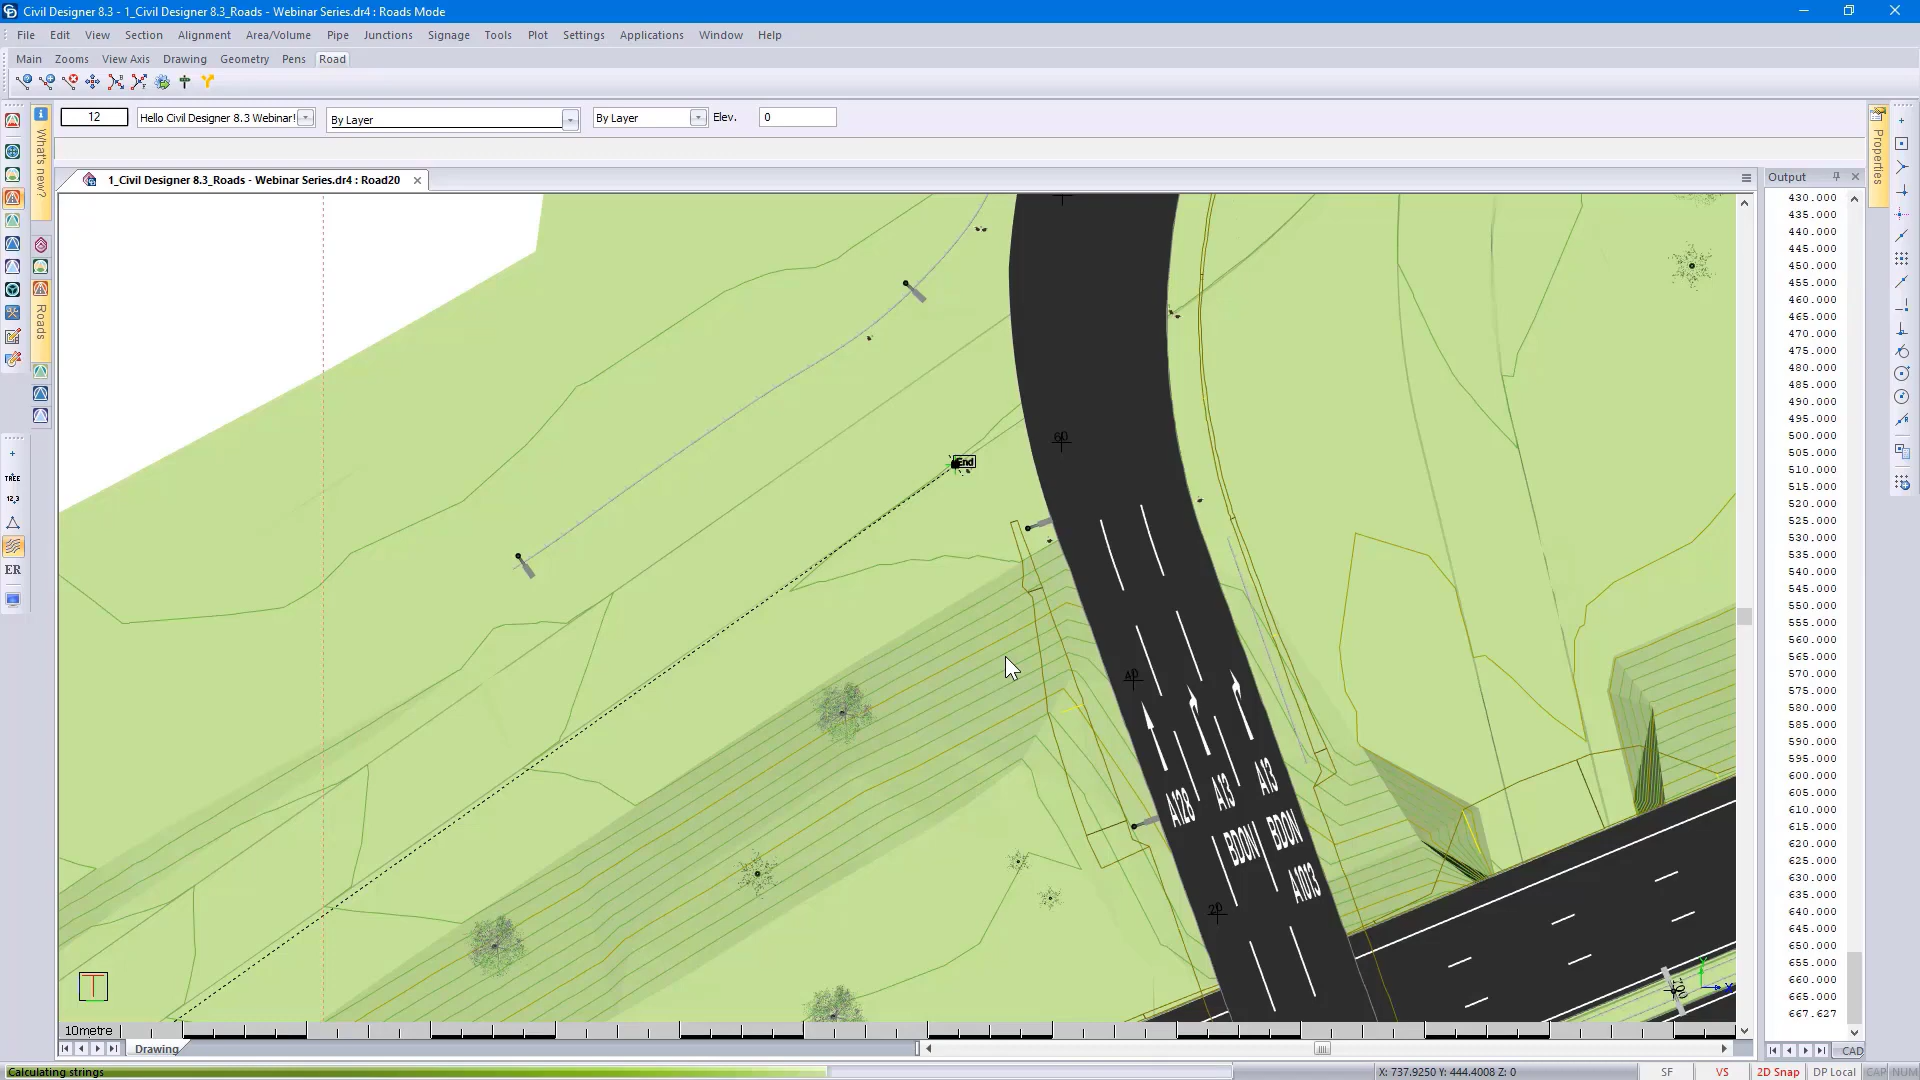 Civil Designer 8.3 - 1_Civil Designer 8.3_Roads - Webinar Series.dr4 : Roads Mode
File Edit View Section Alignment Area/Volume Pipe Junctions Signage Tools Plot Settings Applications Window Help
Main Zooms View Axis Drawing Geometry Pens Road
12 Hello Civil Designer 8.3 Webinar! By Layer By Layer Elev. 0
What's new?
Properties
1_Civil Designer 8.3_Roads - Webinar Series.dr4 : Road20
Output
430.000
435.000
440.000
445.000
450.000
455.000
460.000
465.000
470.000
475.000
480.000
485.000
490.000
495.000
500.000
505.000
510.000
515.000
520.000
525.000
530.000
535.000
540.000
545.000
550.000
555.000
560.000
565.000
570.000
575.000
580.000
585.000
590.000
595.000
600.000
605.000
610.000
615.000
620.000
625.000
630.000
635.000
640.000
645.000
650.000
655.000
660.000
665.000
667.627
Roads
TREE
12.3
ER
End
60
40
20
A128 A13 A13
BDON BDON
A1013
700
Y
X
10metre
Drawing
CAD
Calculating strings
X: 737.9250 Y: 444.4008 Z: 0 SF VS 2D Snap DP Local CAP NUM